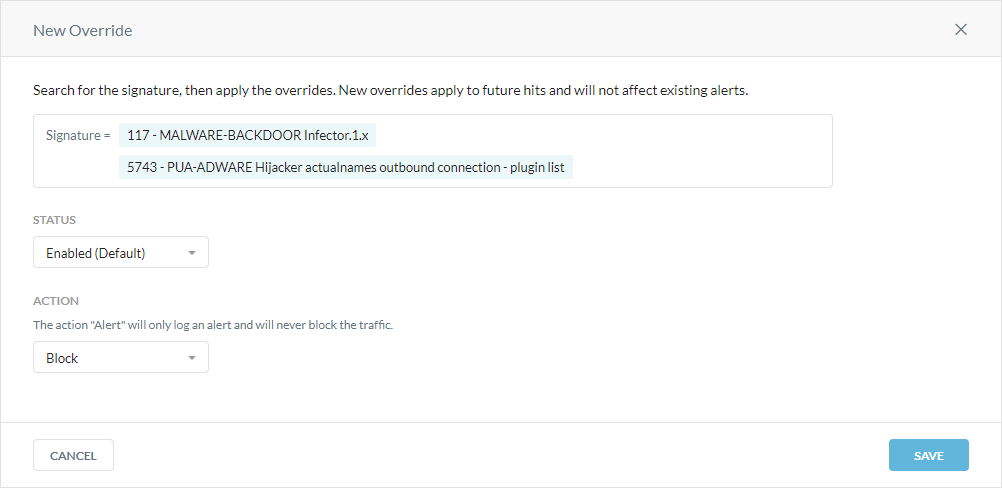 New Override
Search for the signature, then apply the overrides. New overrides apply to future hits and will not affect existing alerts.
Signature = 117 - MALWARE-BACKDOOR Infector.1.x
5743 - PUA-ADWARE Hijacker actualnames outbound connection - plugin list
STATUS
Enabled (Default)
ACTION
The action "Alert" will only log an alert and will never block the traffic.
Block
CANCEL SAVE